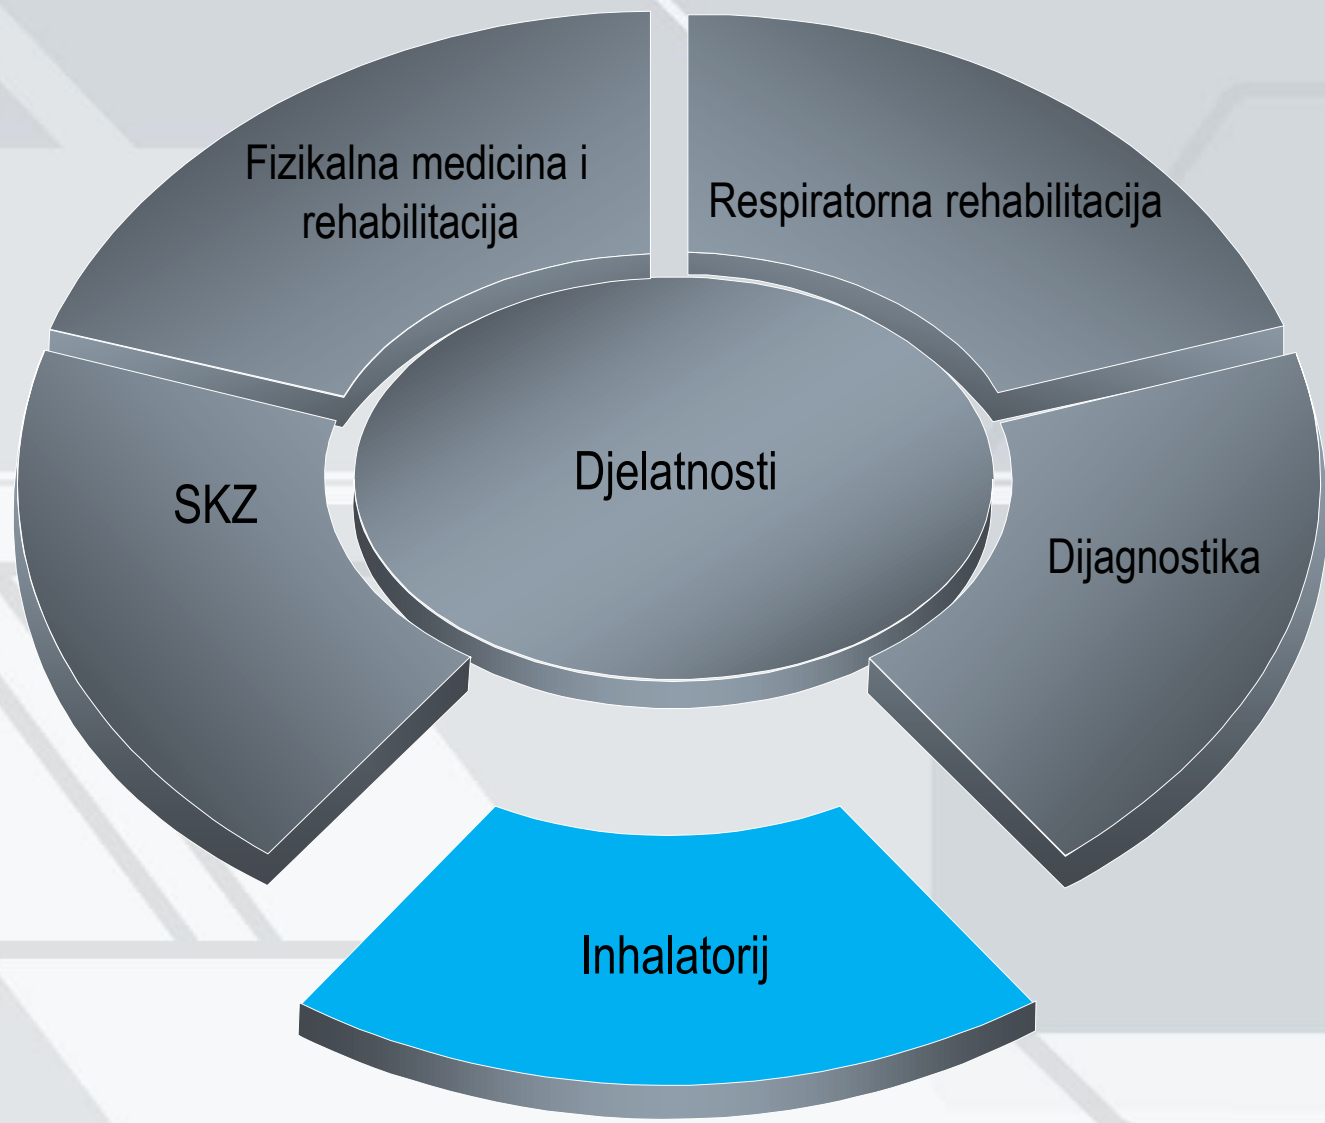 Fizikalna medicina i
rehabilitacija
Respiratorna rehabilitacija
Djelatnosti
SKZ
Dijagnostika
Inhalatorij